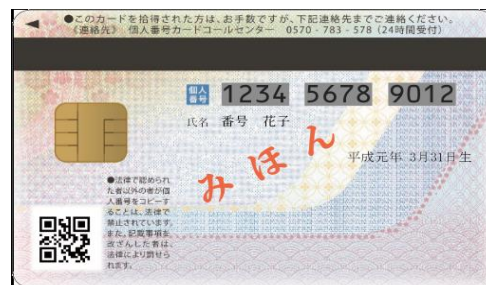 ●このカードを拾得された方は、お手数ですが、下記連絡先までご連絡ください。
《連絡先》 個人番号カードコールセンター 0570-783-578 (24時間受付)
個人番号 1234 5678 9012
氏名 番号 花子
平成元年 3月31日生
みほん
●法律で認められ
た者以外の者が個
人番号をコピーす
ることは、法律で
禁止されています。
また、記載事項を
改ざんした者は、
法律により罰せら
れます。